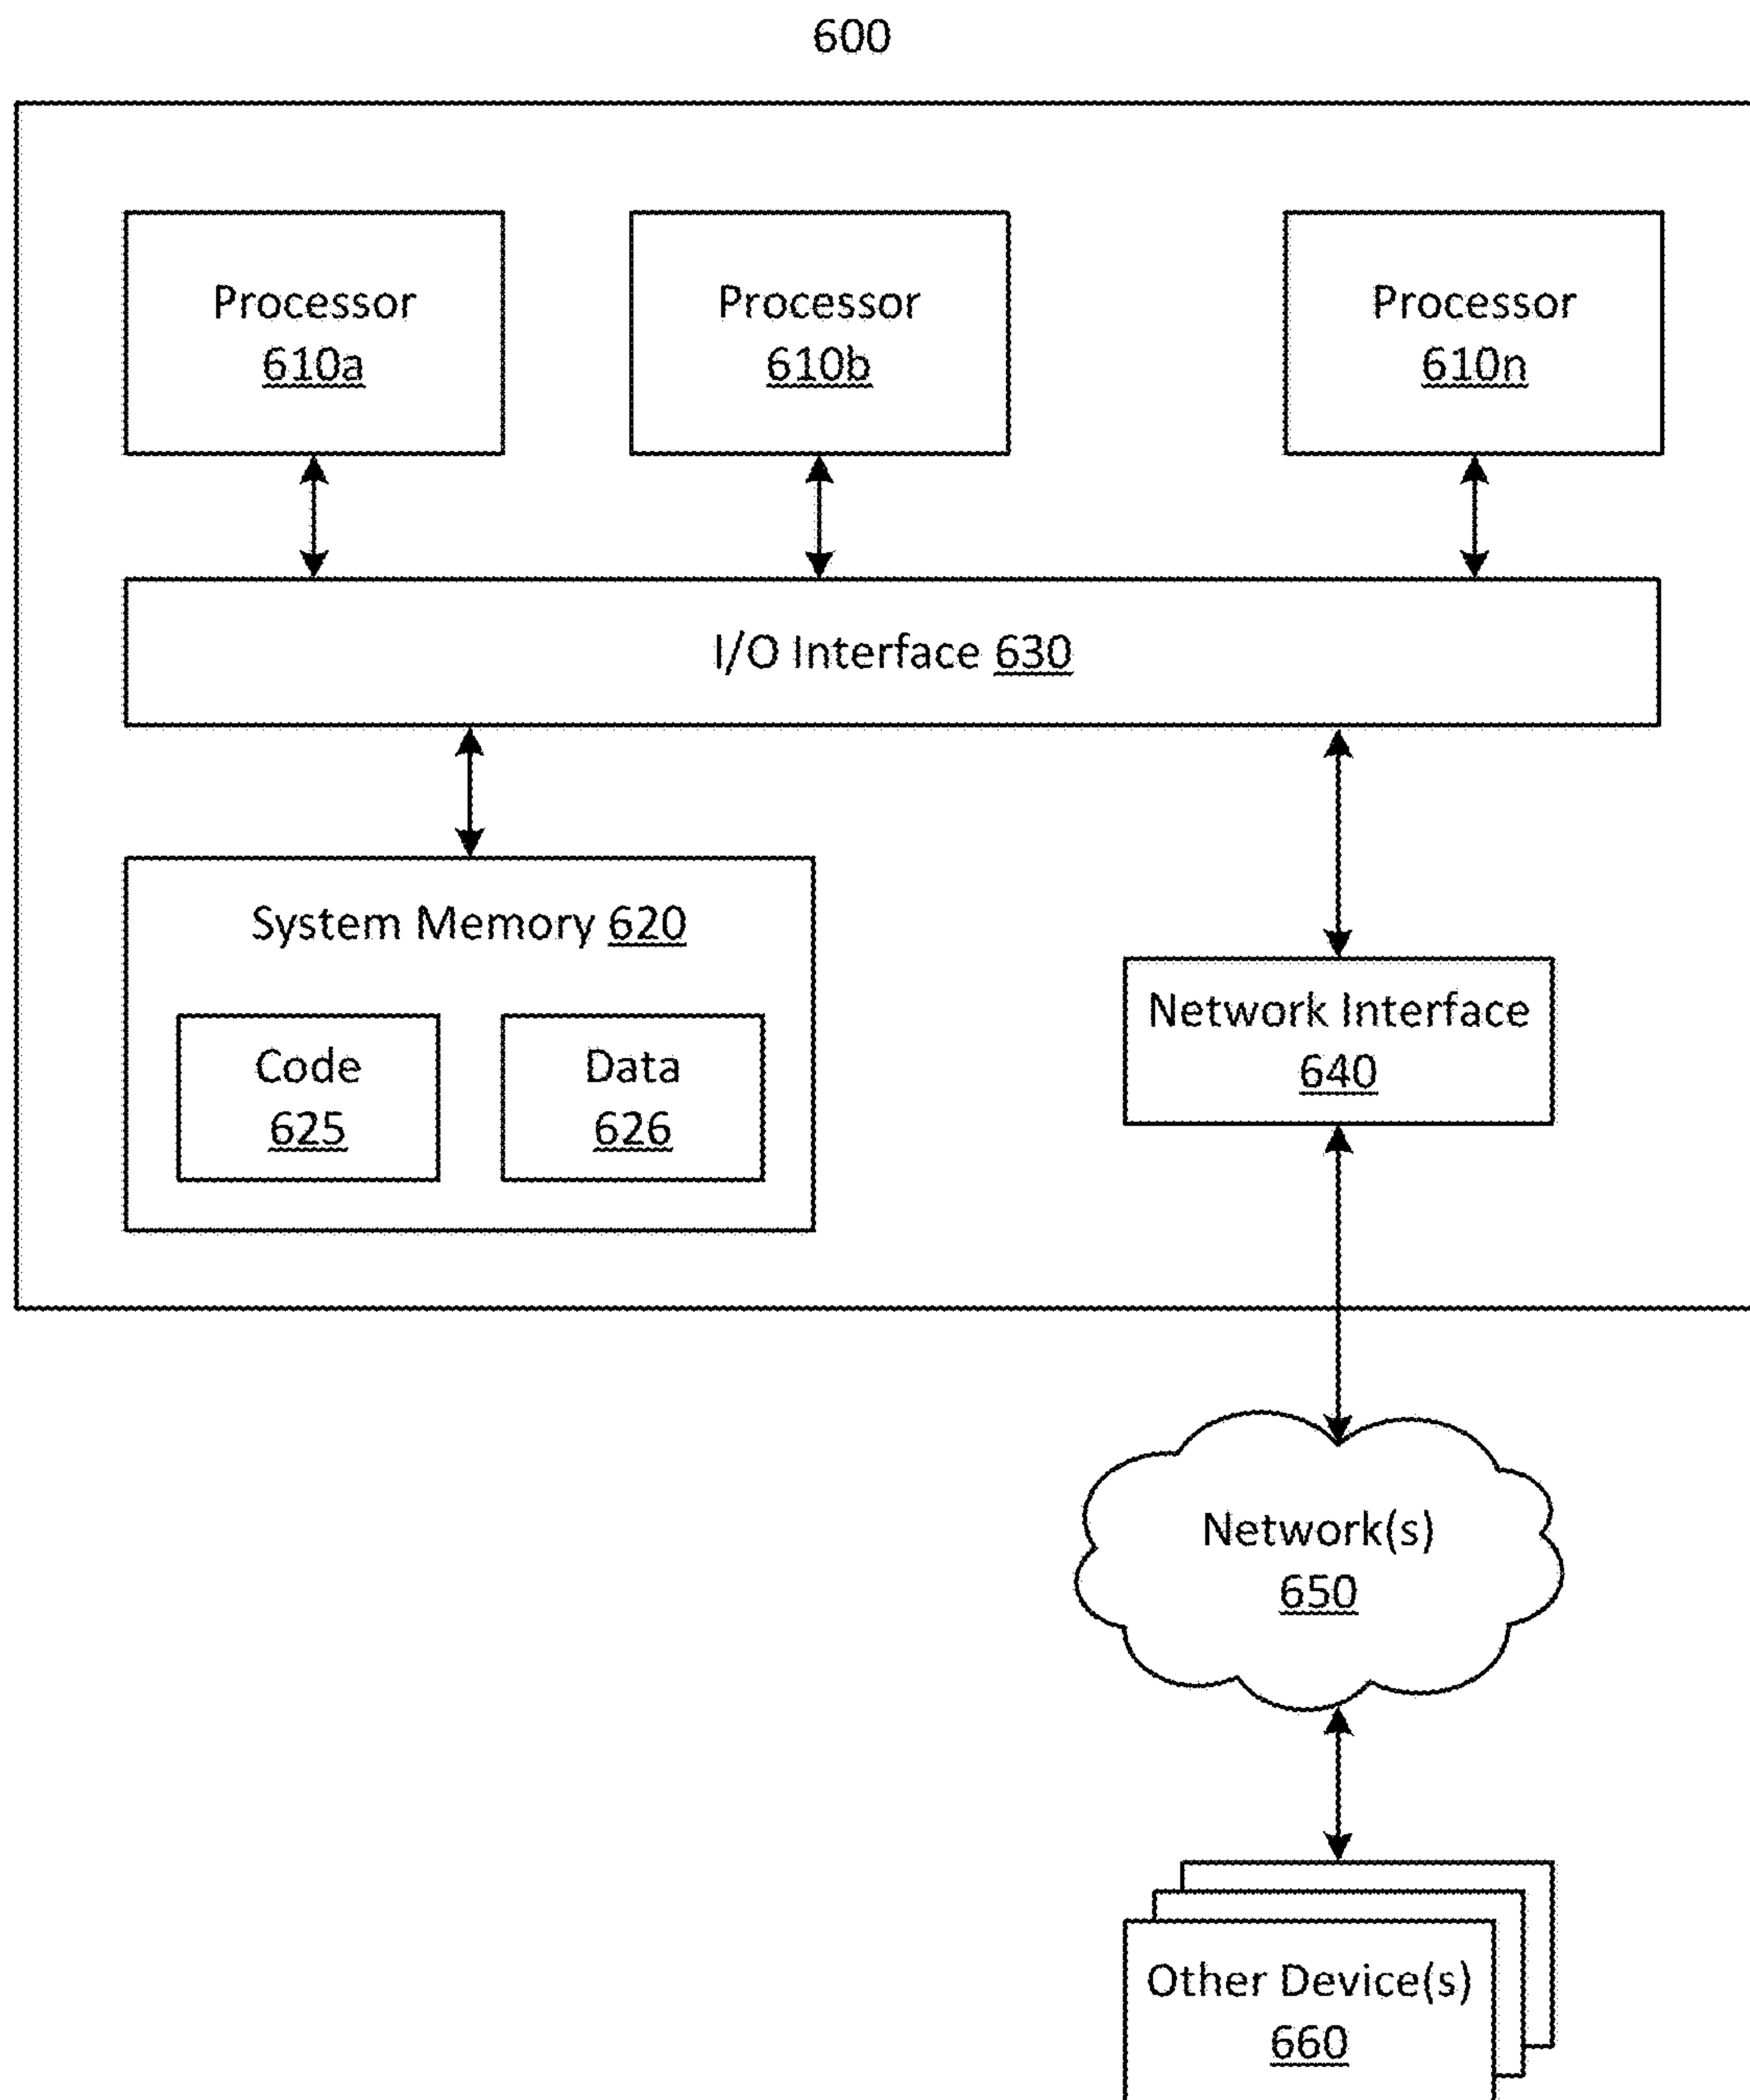 600
Processor
610a
Processor
610b
Processor
610n
I/O Interface 630
System Memory 620
Code
625
Data
626
Network Interface
640
Network(s)
650
Other Device(s)
660